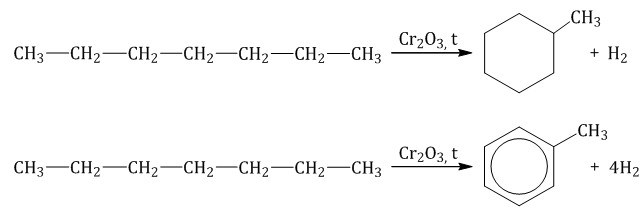 CH₃—CH₂—CH₂—CH₂—CH₂—CH₂—CH₃ Cr₂O₃, t CH₃ + H₂
CH₃—CH₂—CH₂—CH₂—CH₂—CH₂—CH₃ Cr₂O₃, t CH₃ + 4H₂